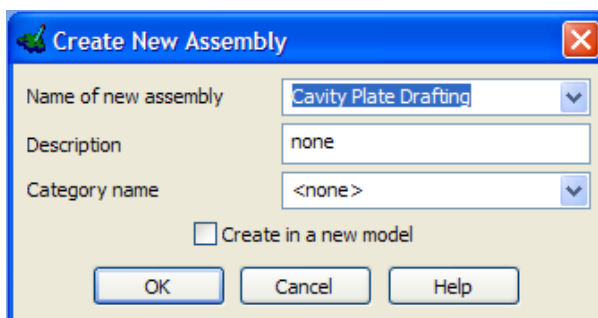 Create New Assembly
Name of new assembly Cavity Plate Drafting
Description none
Category name <none>
Create in a new model
OK Cancel Help